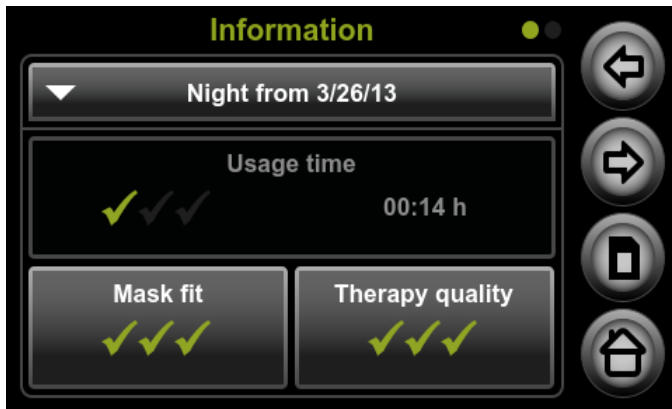 Information
Night from 3/26/13
Usage time
00:14 h
Mask fit
Therapy quality